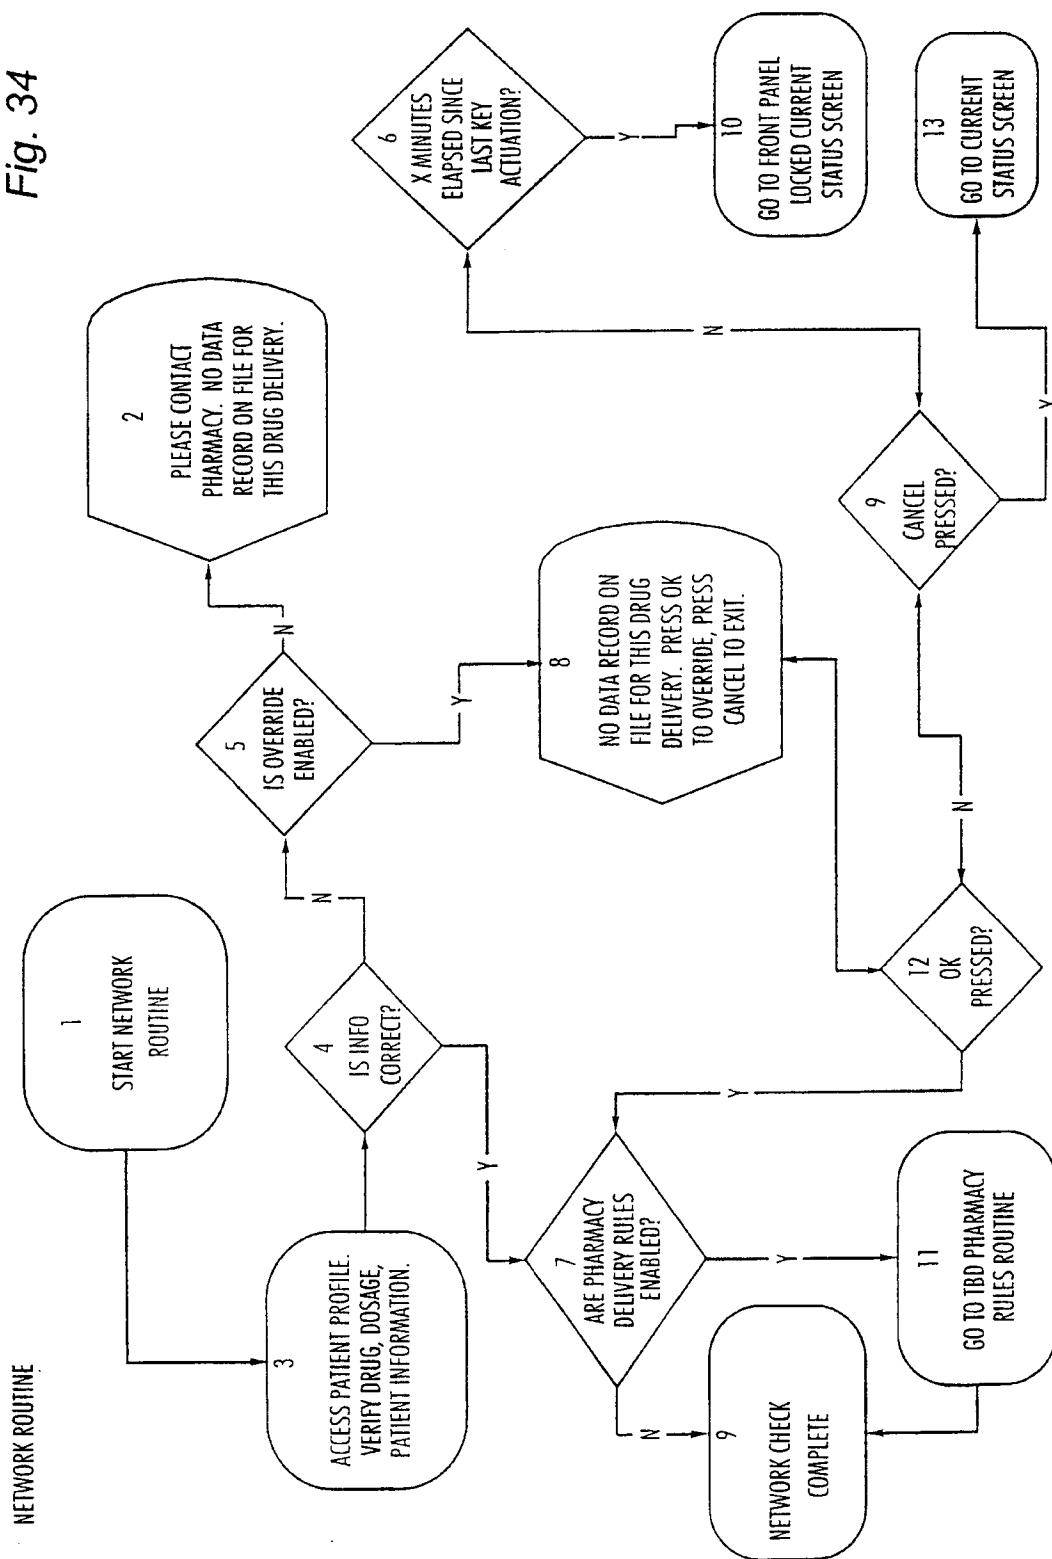 Fig. 34
NETWORK ROUTINE
1
START NETWORK
ROUTINE
2
PLEASE CONTACT
PHARMACY. NO DATA
RECORD ON FILE FOR
THIS DRUG DELIVERY.
3
ACCESS PATIENT PROFILE.
VERIFY DRUG, DOSAGE,
PATIENT INFORMATION.
4
IS INFO
CORRECT?
N
Y
5
IS OVERRIDE
ENABLED?
N
Y
6
X MINUTES
ELAPSED SINCE
LAST KEY
ACTUATION?
Y
7
ARE PHARMACY
DELIVERY RULES
ENABLED?
N
Y
8
NO DATA RECORD ON
FILE FOR THIS DRUG
DELIVERY. PRESS OK
TO OVERRIDE, PRESS
CANCEL TO EXIT.
9
NETWORK CHECK
COMPLETE
11
GO TO TBD PHARMACY
RULES ROUTINE
12
OK
PRESSED?
Y
N
9
CANCEL
PRESSED?
N
Y
10
GO TO FRONT PANEL
LOCKED CURRENT
STATUS SCREEN
13
GO TO CURRENT
STATUS SCREEN